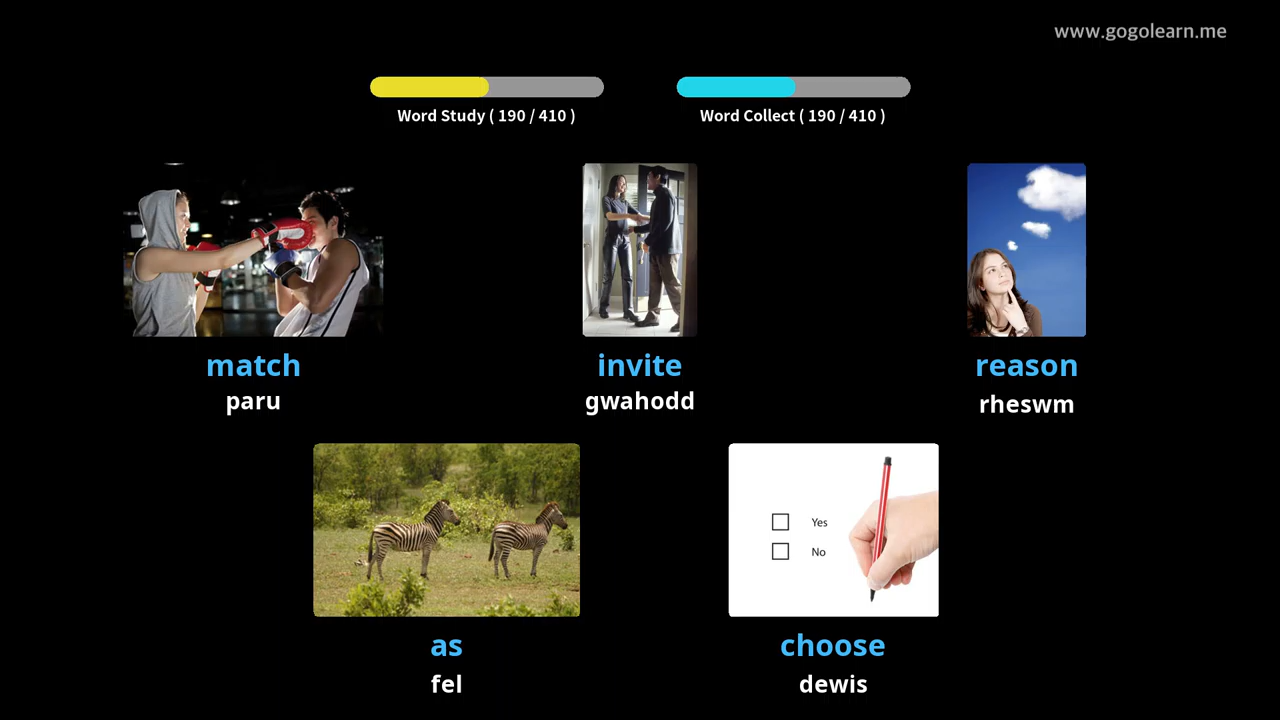 www.gogolearn.me
Word Study ( 190 / 410 )
Word Collect ( 190 / 410 )
match
paru
invite
gwahodd
reason
rheswm
Yes
No
as
fel
choose
dewis